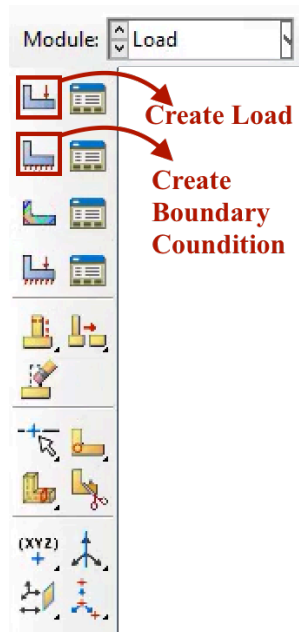 Module: Load
Create Load
Create
Boundary
Coundition
(XYZ)